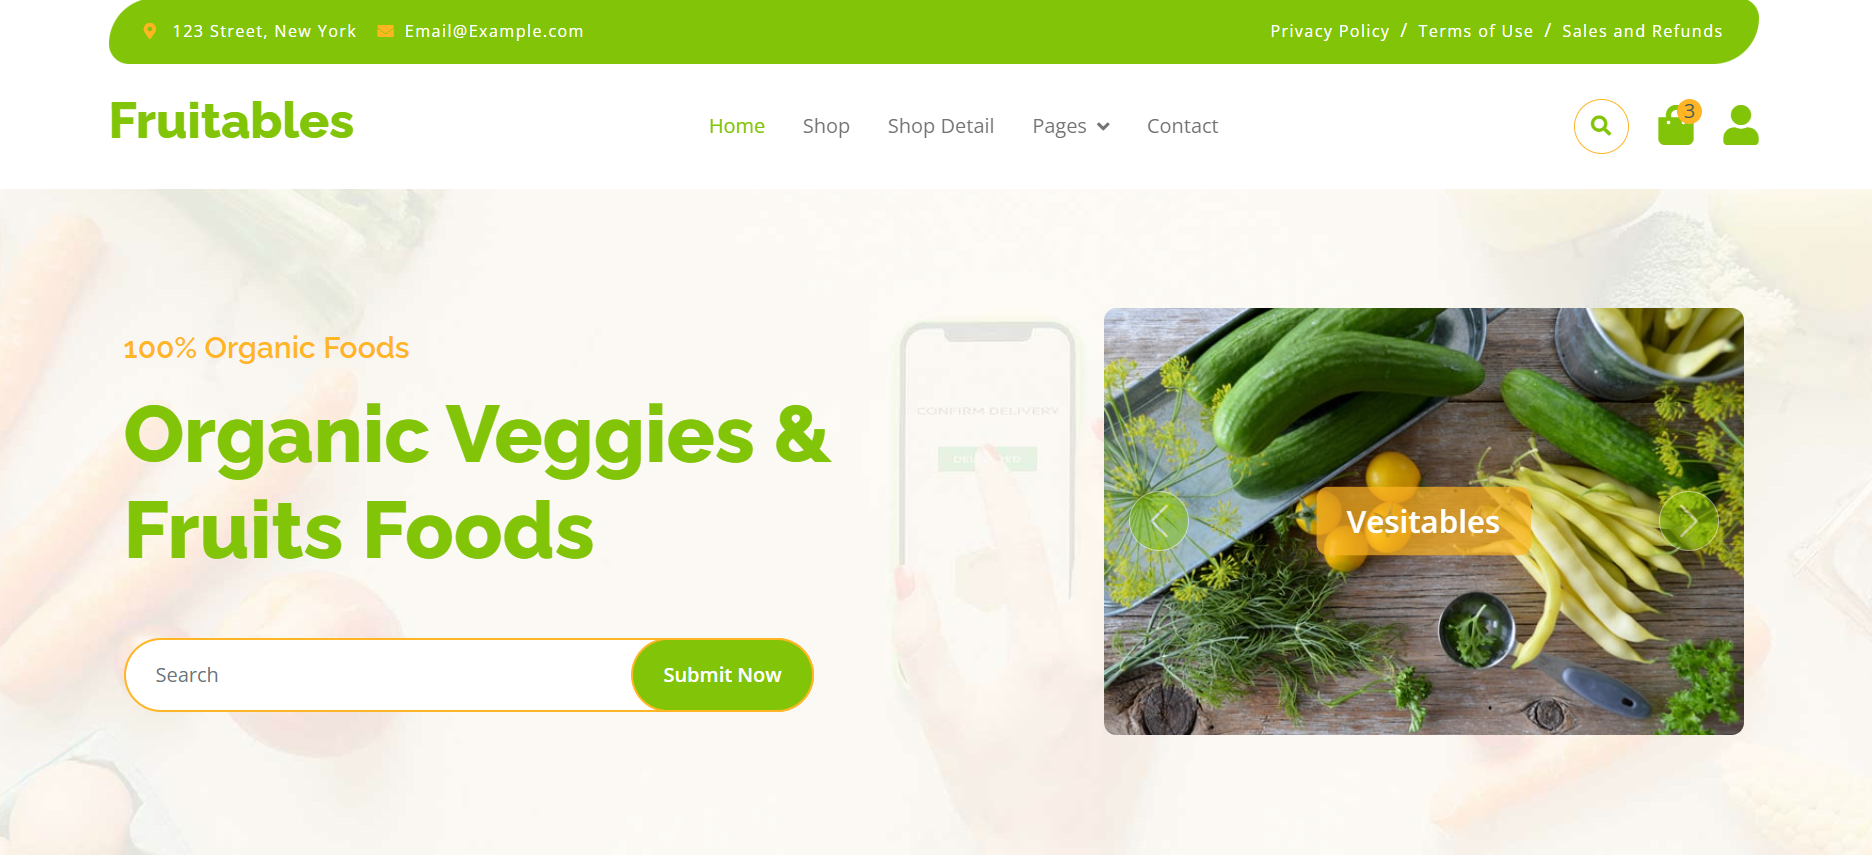 123 Street, New York Email@Example.com Privacy Policy / Terms of Use / Sales and Refunds
Fruitables Home Shop Shop Detail Pages Contact 3
100% Organic Foods
Organic Veggies &
Fruits Foods
CONFIRM DELIVERY
Vesitables
Search Submit Now